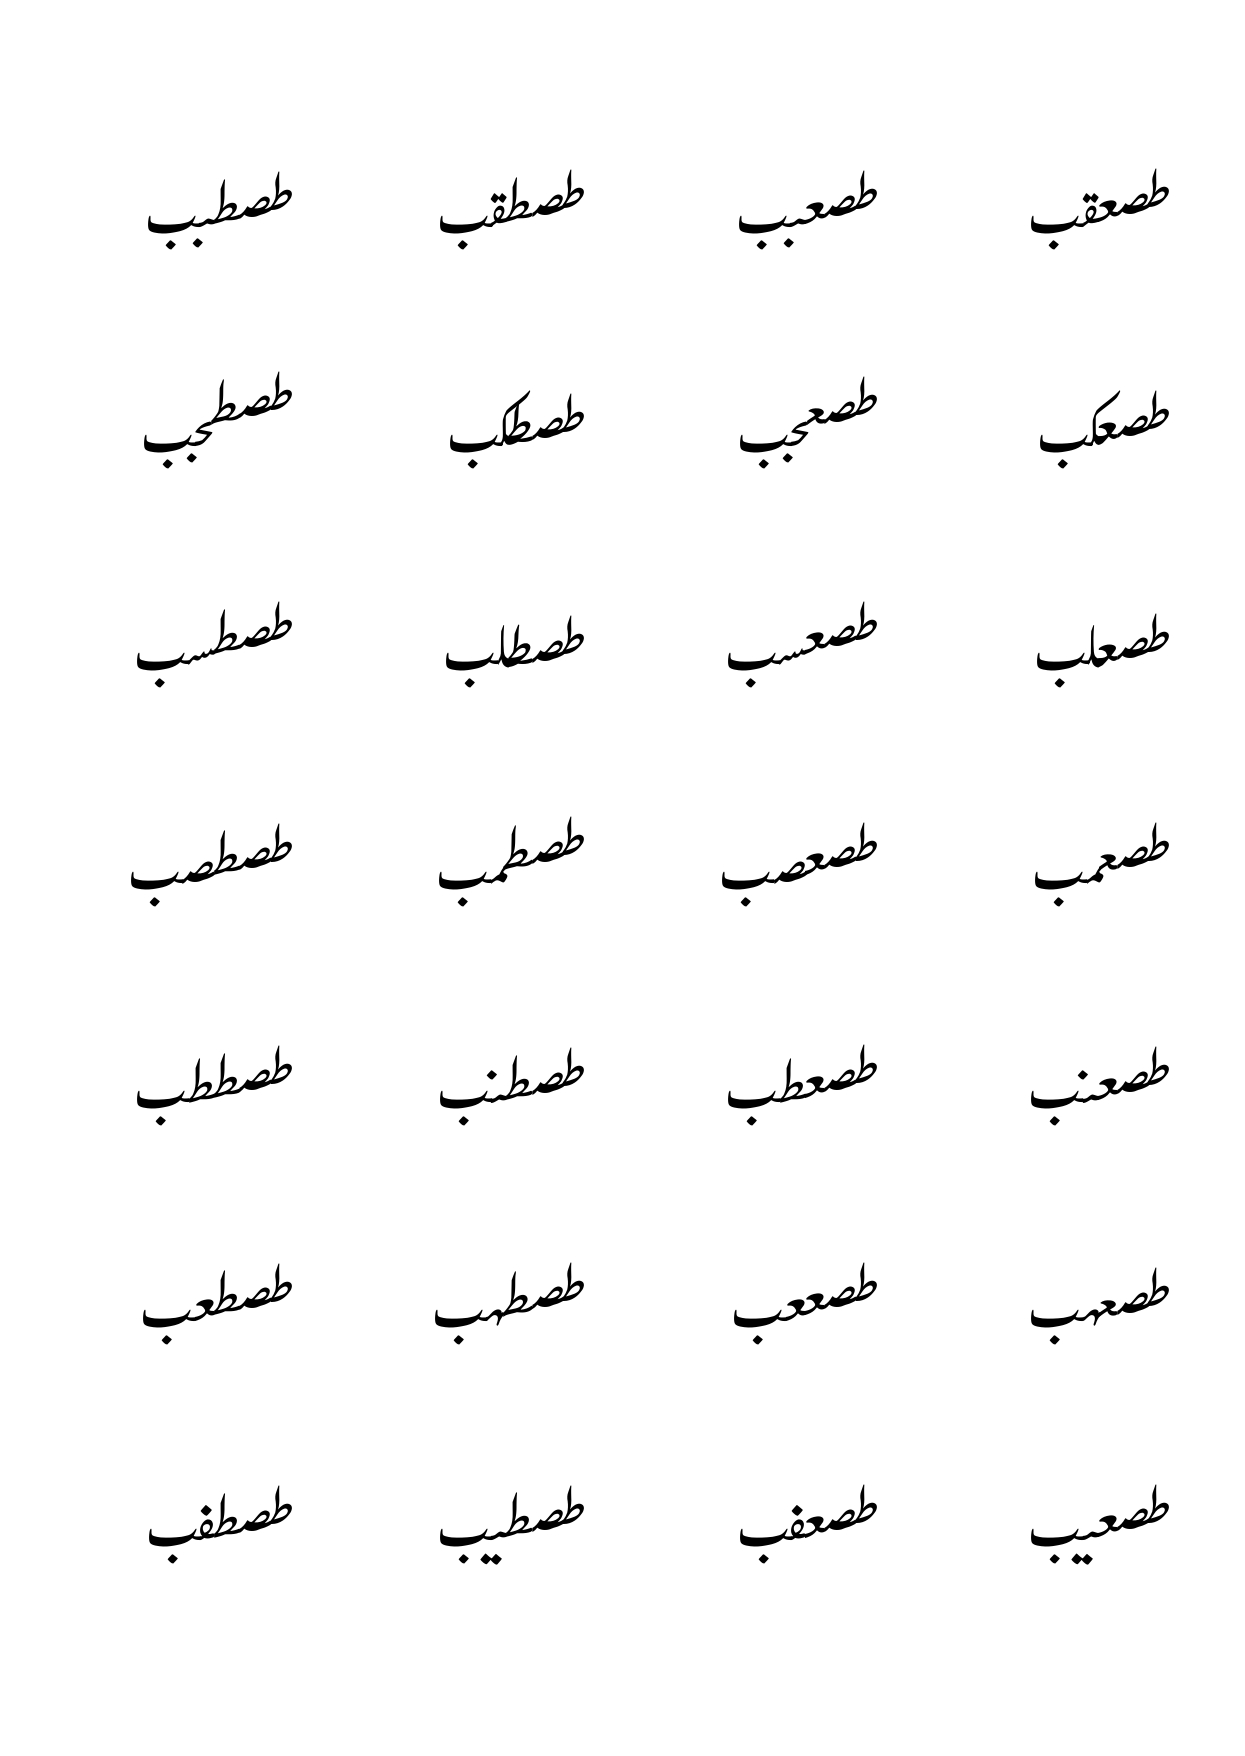 طصعقب طصعبب طصطقب طصطبب
طصعكب طصعجب طصطكب طصطجب
طصعلب طصعسب طصطلب طصطسب
طصعمب طصعصب طصطمب طصطصب
طصعنب طصعطب طصطنب طصططب
طصعهب طصععب طصطهب طصطعب
طصعيب طصعفب طصطيب طصطفب